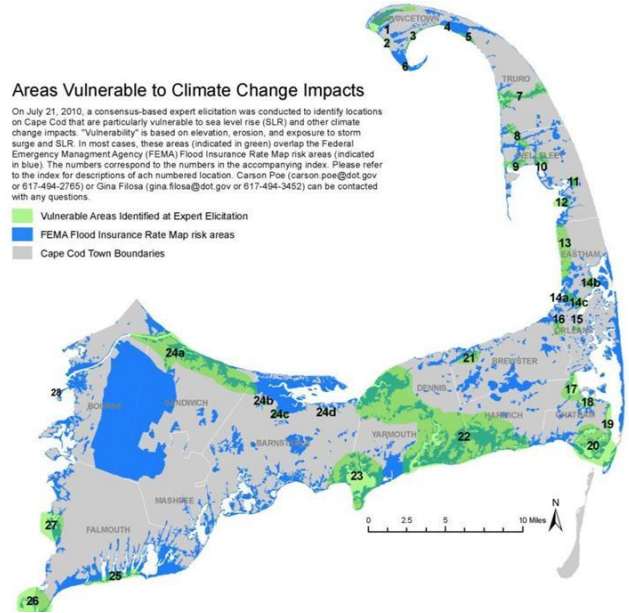 Areas Vulnerable to Climate Change Impacts
On July 21, 2010, a consensus-based expert elicitation was conducted to identify locations
on Cape Cod that are particularly vulnerable to sea level rise (SLR) and other climate
change impacts. "Vulnerability" is based on elevation, erosion, and exposure to storm
surge and SLR. In most cases, these areas (indicated in green) overlap the Federal
Emergency Managment Agency (FEMA) Flood Insurance Rate Map risk areas (indicated
in blue). The numbers correspond to the numbers in the accompanying index. Please refer
to the index for descriptions of ach numbered location. Carson Poe (carson.poe@dot.gov
or 617-494-2765) or Gina Filosa (gina.filosa@dot.gov or 617-494-3452) can be contacted
with any questions.
Vulnerable Areas Identified at Expert Elicitation
FEMA Flood Insurance Rate Map risk areas
Cape Cod Town Boundaries
PROVINCETOWN
1
2
3
4
5
6
TRURO
7
8
WELLFLEET
9
10
11
12
13
EASTHAM
14b
14a
14c
16
15
ORLEANS
21
BREWSTER
24a
DENNIS
17
18
28
24b
24c
24d
BOURNE
SANDWICH
HARWICH
CHATHAM
19
BARNSTABLE
YARMOUTH
22
20
23
MASHPEE
27
FALMOUTH
N
0 2.5 5 10 Miles
25
26